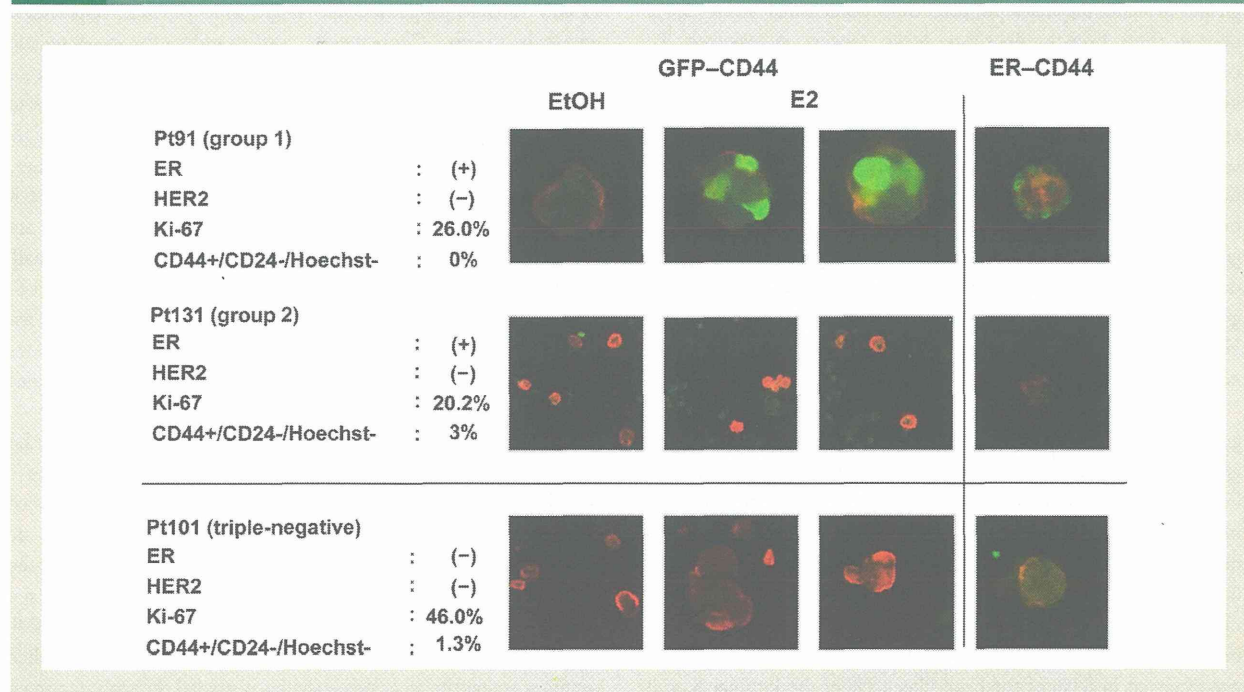 GFP–CD44 ER–CD44
EtOH E2
Pt91 (group 1)
ER : (+)
HER2 : (−)
Ki-67 : 26.0%
CD44+/CD24-/Hoechst- : 0%
Pt131 (group 2)
ER : (+)
HER2 : (−)
Ki-67 : 20.2%
CD44+/CD24-/Hoechst- : 3%
Pt101 (triple-negative)
ER : (−)
HER2 : (−)
Ki-67 : 46.0%
CD44+/CD24-/Hoechst- : 1.3%